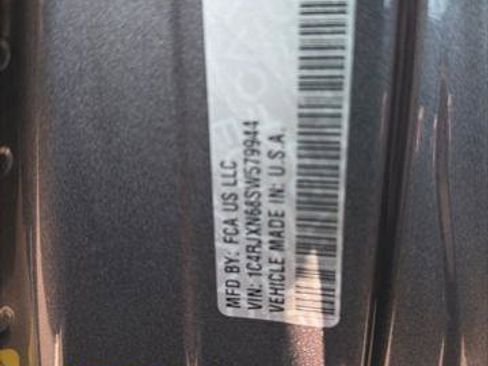 MFD BY: FCA US LLC
VIN: 1C4RJXN66SW579944
VEHICLE MADE IN: U.S.A.